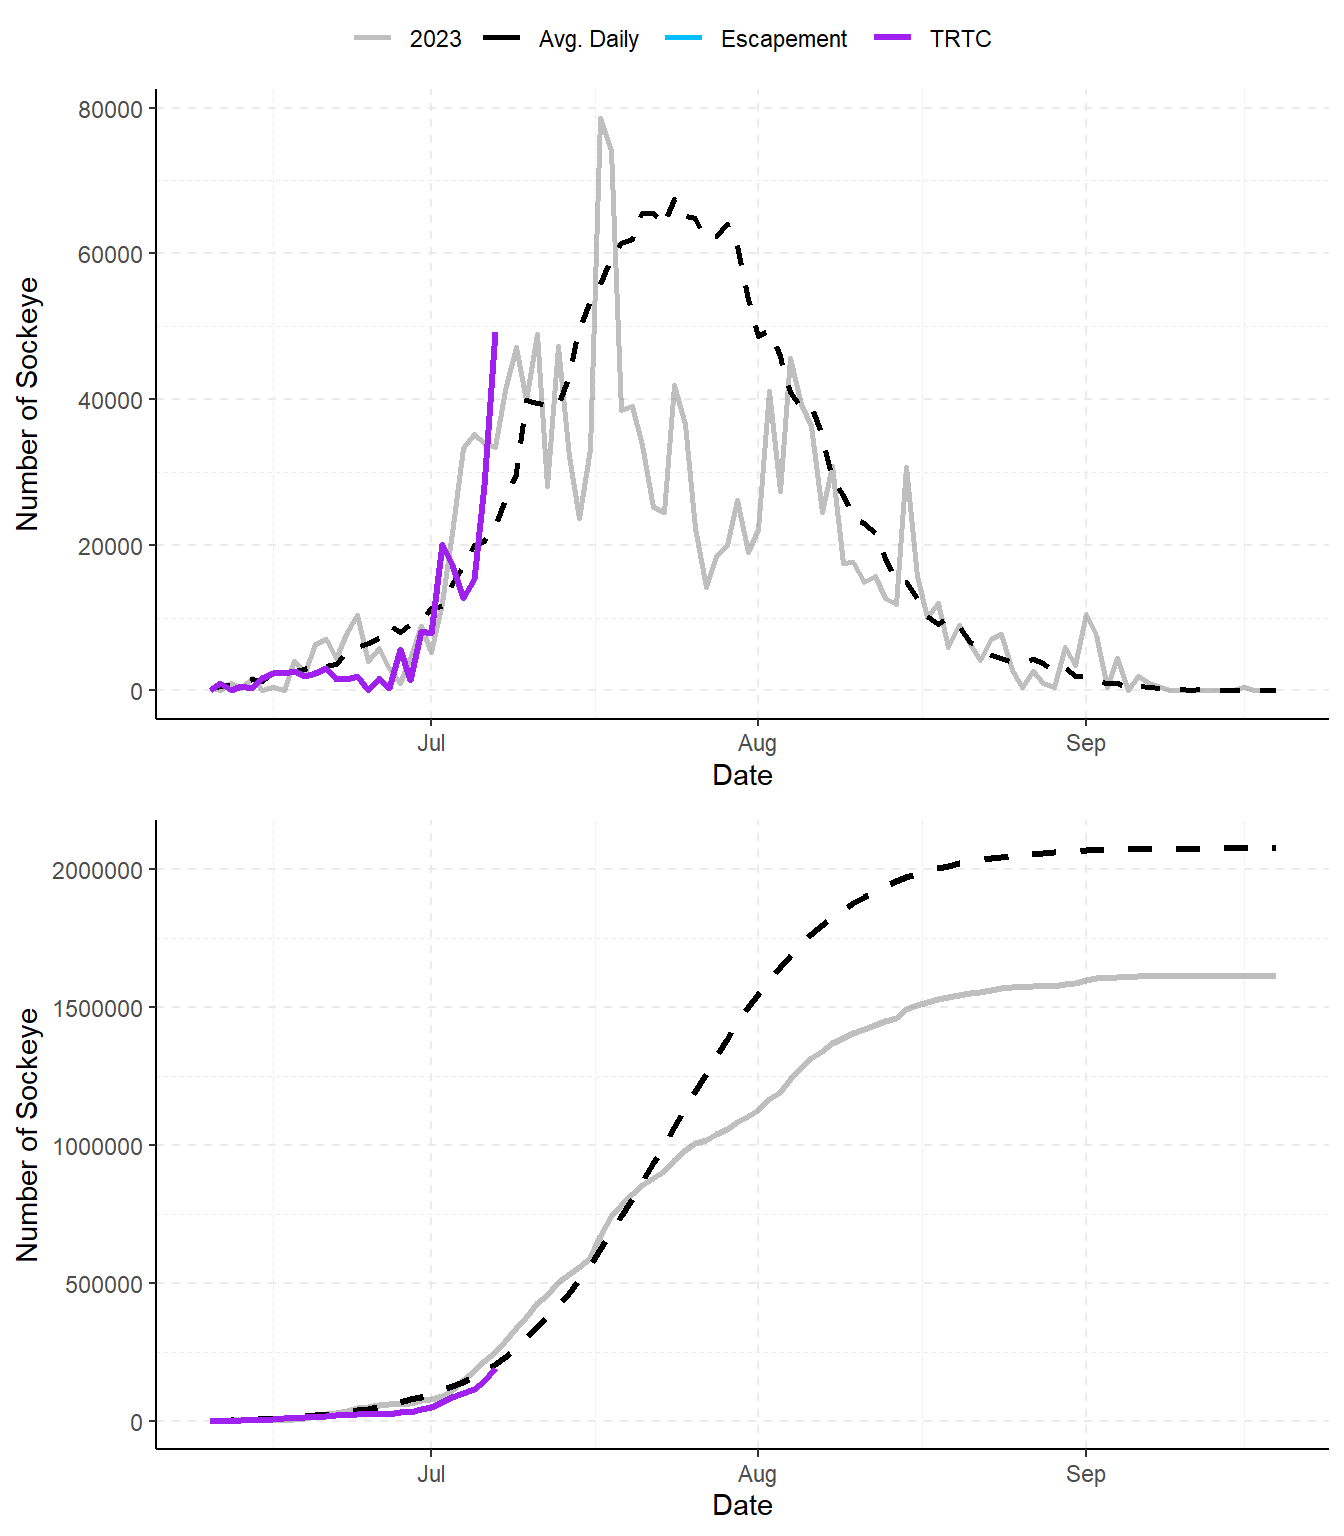 2023 Avg. Daily Escapement TRTC
80000
60000
40000
20000
0
Number of Sockeye
Jul Aug Sep
Date
2000000
1500000
1000000
500000
0
Number of Sockeye
Jul Aug Sep
Date